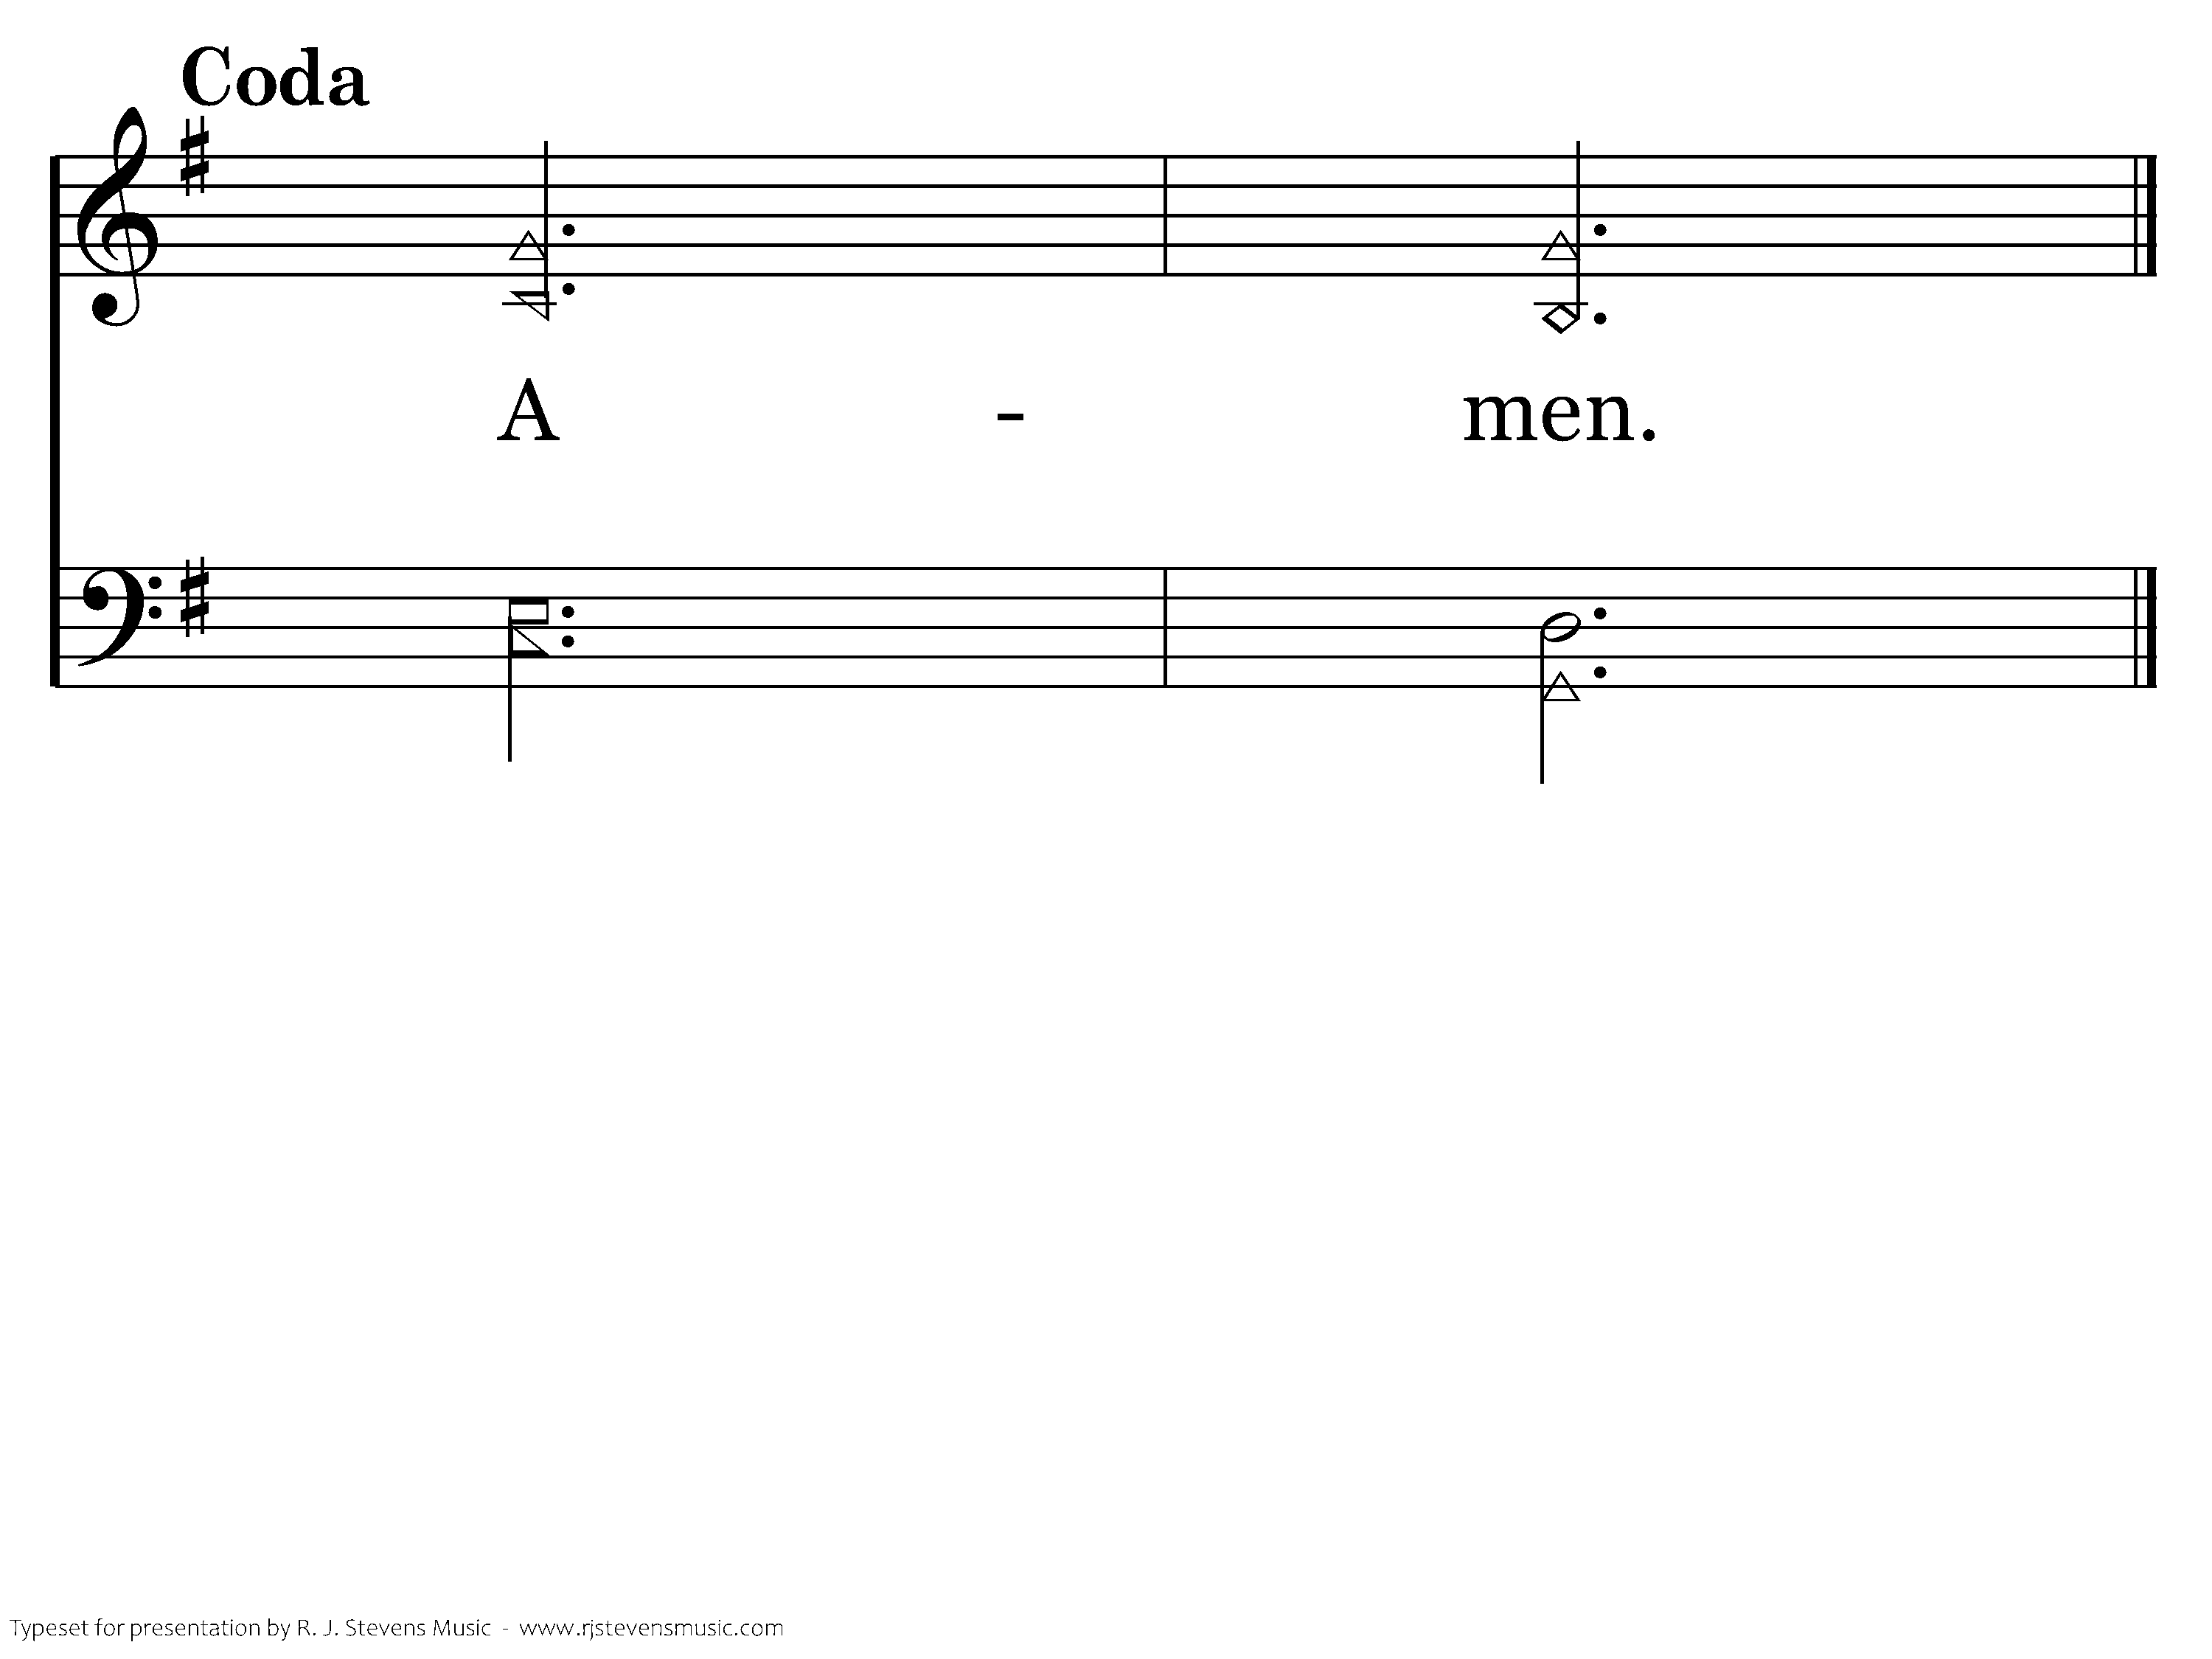 Coda
A - men.
Typeset for presentation by R. J. Stevens Music - www.rjstevensmusic.com